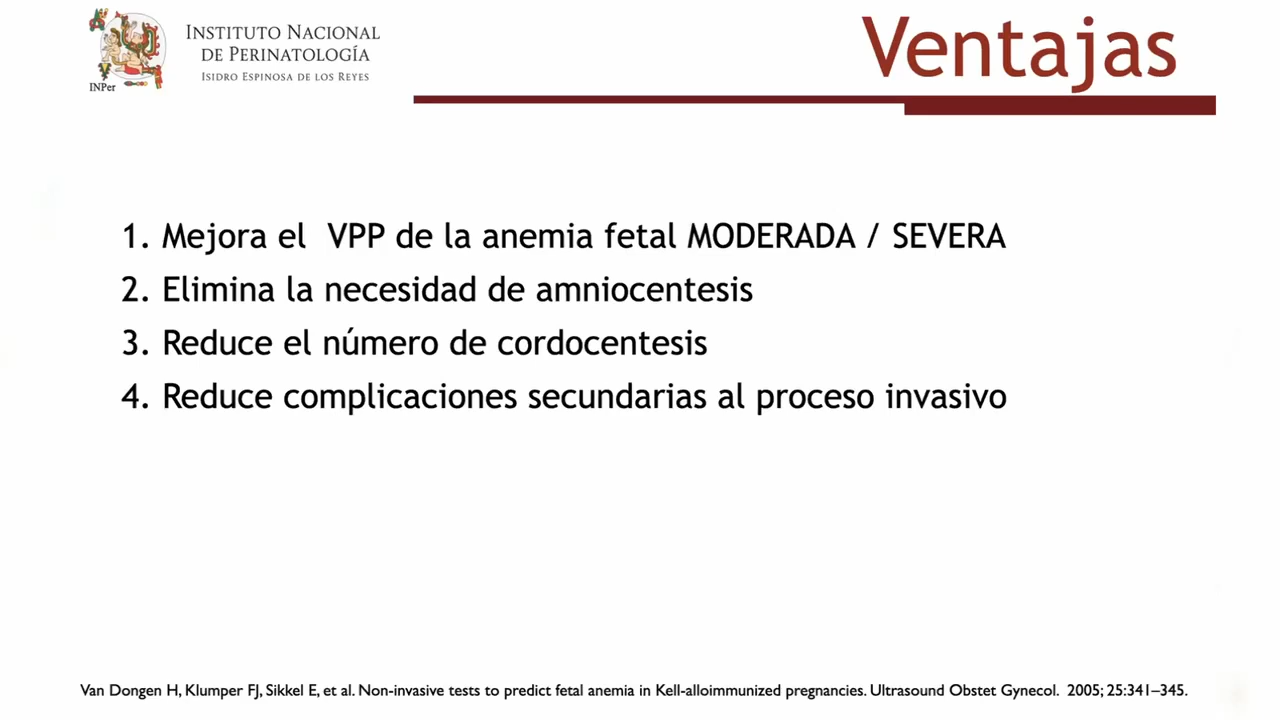 INSTITUTO NACIONAL
DE PERINATOLOGÍA
ISIDRO ESPINOSA DE LOS REYES
INPer
Ventajas
1. Mejora el VPP de la anemia fetal MODERADA / SEVERA
2. Elimina la necesidad de amniocentesis
3. Reduce el número de cordocentesis
4. Reduce complicaciones secundarias al proceso invasivo
Van Dongen H, Klumper FJ, Sikkel E, et al. Non-invasive tests to predict fetal anemia in Kell-alloimmunized pregnancies. Ultrasound Obstet Gynecol. 2005; 25:341–345.